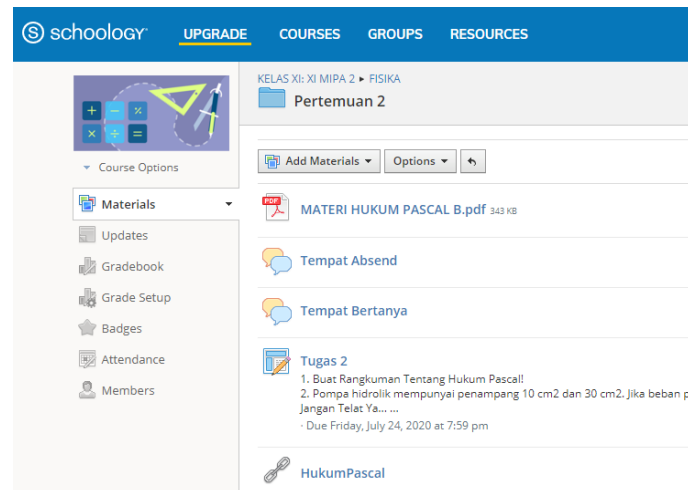 schoology UPGRADE COURSES GROUPS RESOURCES
KELAS XI: XI MIPA 2 ▸ FISIKA
Pertemuan 2
Course Options
Materials
Updates
Gradebook
Grade Setup
Badges
Attendance
Members
Add Materials Options
PDF
MATERI HUKUM PASCAL B.pdf 343 KB
Tempat Absend
Tempat Bertanya
Tugas 2
1. Buat Rangkuman Tentang Hukum Pascal!
2. Pompa hidrolik mempunyai penampang 10 cm2 dan 30 cm2. Jika beban p
Jangan Telat Ya... ...
· Due Friday, July 24, 2020 at 7:59 pm
HukumPascal